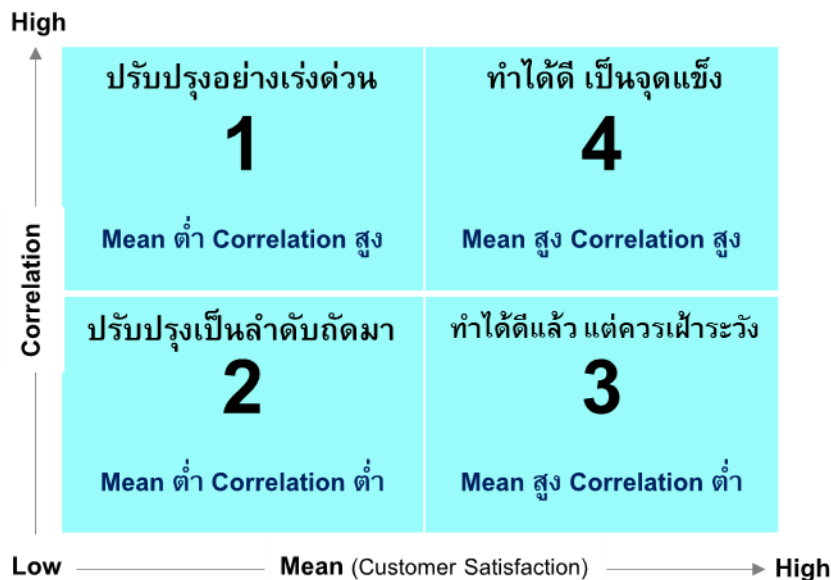 High
ปรับปรุงอย่างเร่งด่วน
1
Mean ต่ำ Correlation สูง
ทำได้ดี เป็นจุดแข็ง
4
Mean สูง Correlation สูง
Correlation
ปรับปรุงเป็นลำดับถัดมา
2
Mean ต่ำ Correlation ต่ำ
ทำได้ดีแล้ว แต่ควรเฝ้าระวัง
3
Mean สูง Correlation ต่ำ
Low
Mean (Customer Satisfaction)
High